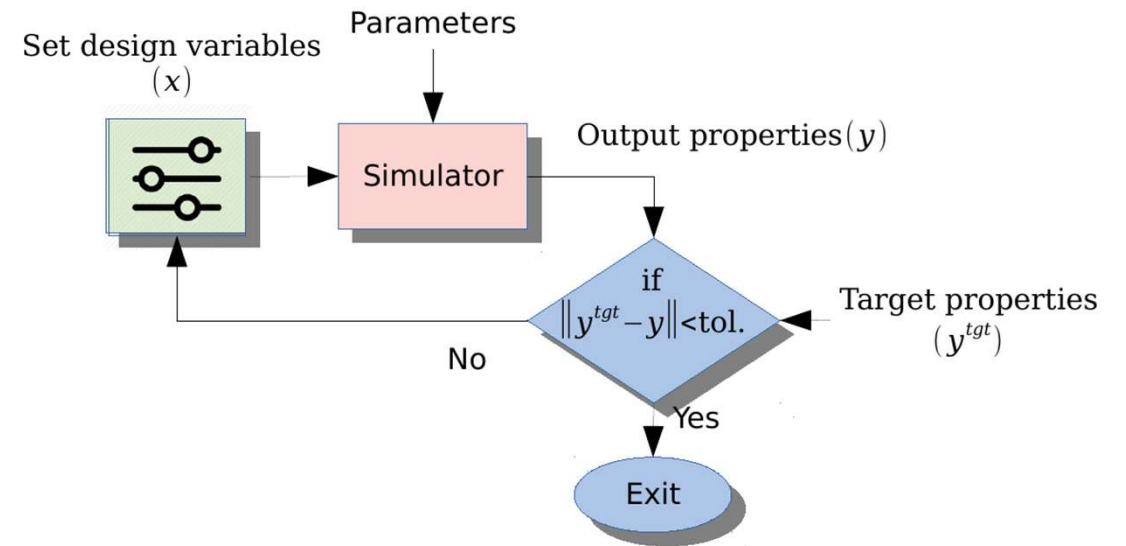 Parameters
Set design variables
(x)
Simulator
Output properties(y)
if
‖y^tgt−y‖<tol.
Target properties
(y^tgt)
No
Yes
Exit